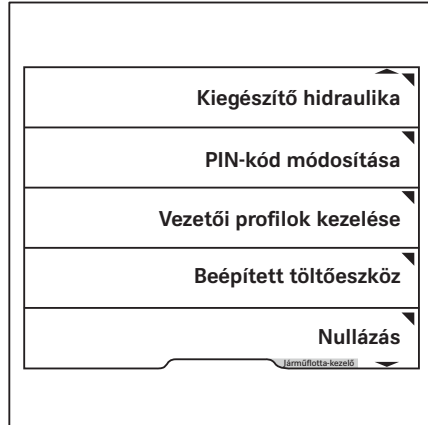 Kiegészítő hidraulika
PIN-kód módosítása
Vezetői profilok kezelése
Beépített töltőeszköz
Nullázás
Járműflotta-kezelő